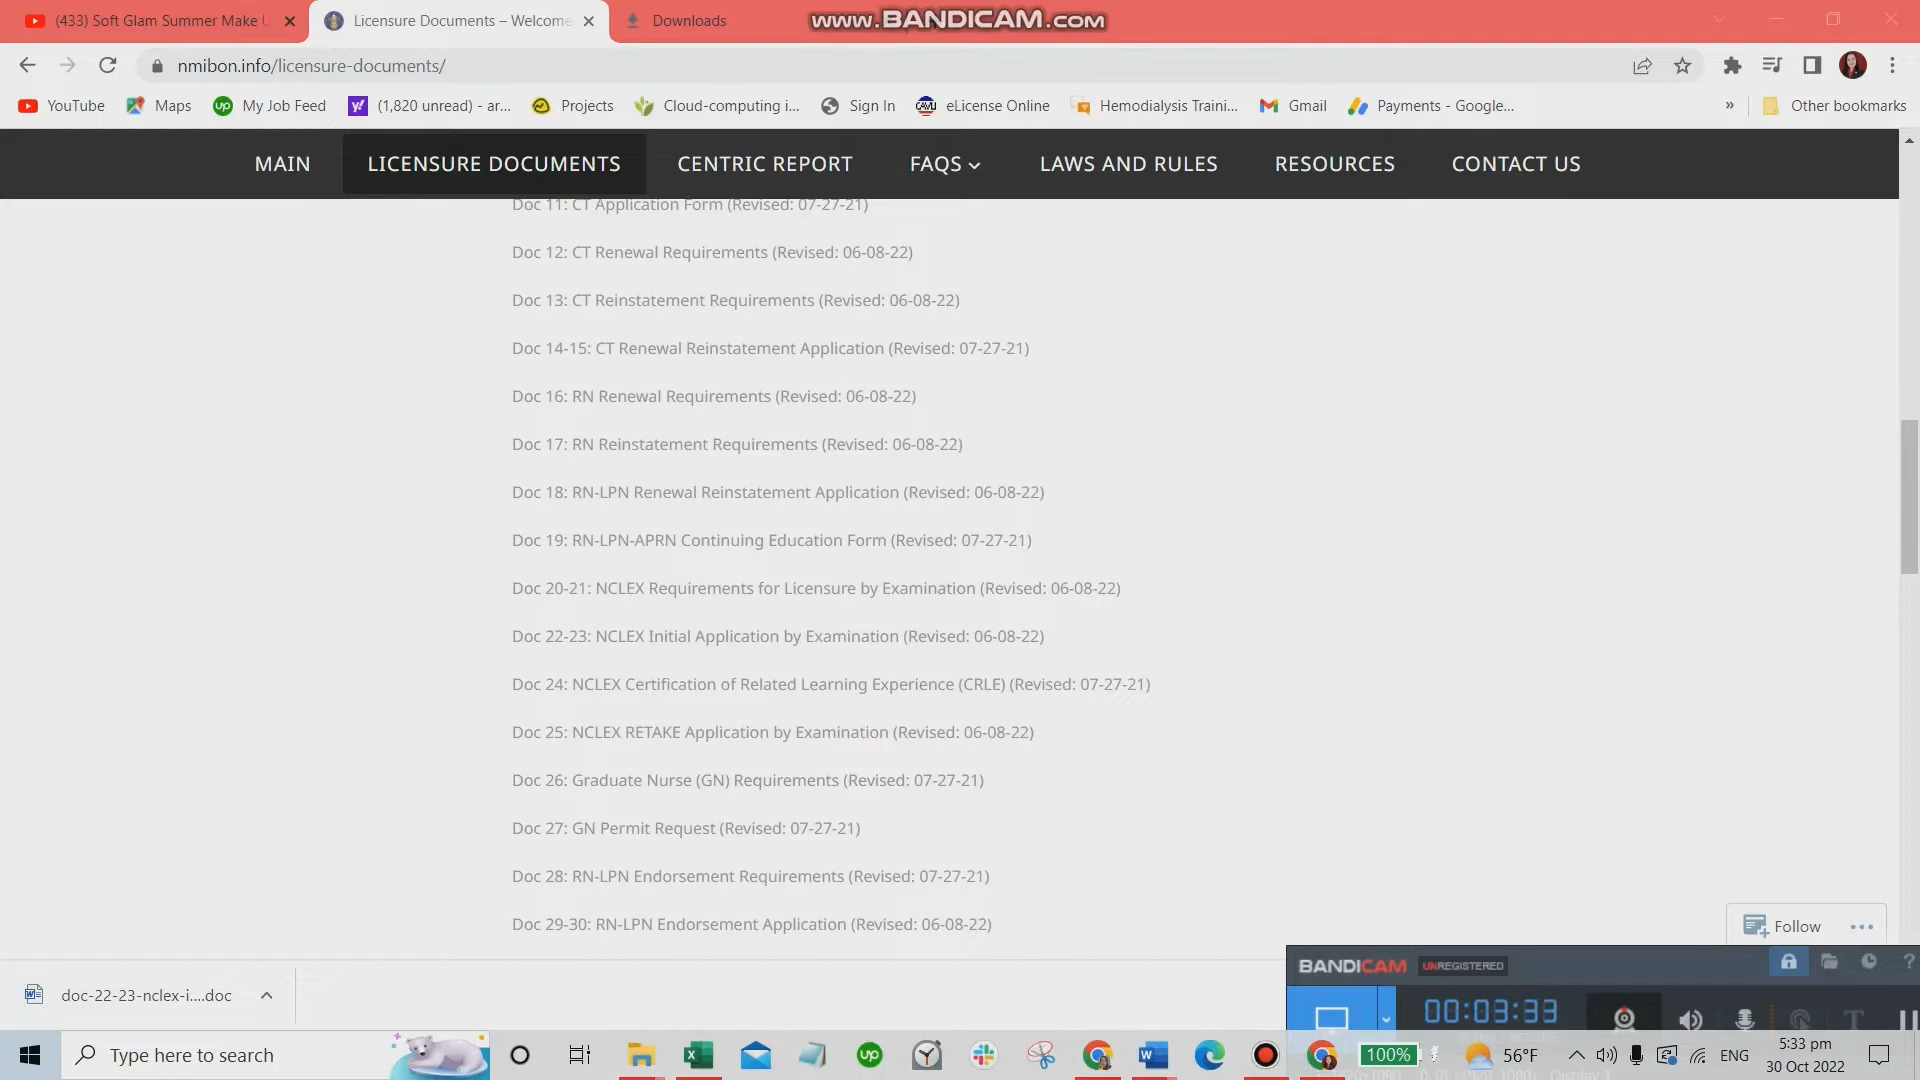 (433) Soft Glam Summer Make U
Licensure Documents – Welcome
Downloads
www.BANDICAM.com
nmibon.info/licensure-documents/
YouTube
Maps
My Job Feed
(1,820 unread) - ar...
Projects
Cloud-computing i...
Sign In
eLicense Online
Hemodialysis Traini...
Gmail
Payments - Google...
»
Other bookmarks
MAIN
LICENSURE DOCUMENTS
CENTRIC REPORT
FAQS
LAWS AND RULES
RESOURCES
CONTACT US
Doc 11: CT Application Form (Revised: 07-27-21)
Doc 12: CT Renewal Requirements (Revised: 06-08-22)
Doc 13: CT Reinstatement Requirements (Revised: 06-08-22)
Doc 14-15: CT Renewal Reinstatement Application (Revised: 07-27-21)
Doc 16: RN Renewal Requirements (Revised: 06-08-22)
Doc 17: RN Reinstatement Requirements (Revised: 06-08-22)
Doc 18: RN-LPN Renewal Reinstatement Application (Revised: 06-08-22)
Doc 19: RN-LPN-APRN Continuing Education Form (Revised: 07-27-21)
Doc 20-21: NCLEX Requirements for Licensure by Examination (Revised: 06-08-22)
Doc 22-23: NCLEX Initial Application by Examination (Revised: 06-08-22)
Doc 24: NCLEX Certification of Related Learning Experience (CRLE) (Revised: 07-27-21)
Doc 25: NCLEX RETAKE Application by Examination (Revised: 06-08-22)
Doc 26: Graduate Nurse (GN) Requirements (Revised: 07-27-21)
Doc 27: GN Permit Request (Revised: 07-27-21)
Doc 28: RN-LPN Endorsement Requirements (Revised: 07-27-21)
Doc 29-30: RN-LPN Endorsement Application (Revised: 06-08-22)
Follow
BANDICAM UNREGISTERED
00:03:33
doc-22-23-nclex-i....doc
Type here to search
100%
56°F
ENG
5:33 pm
30 Oct 2022